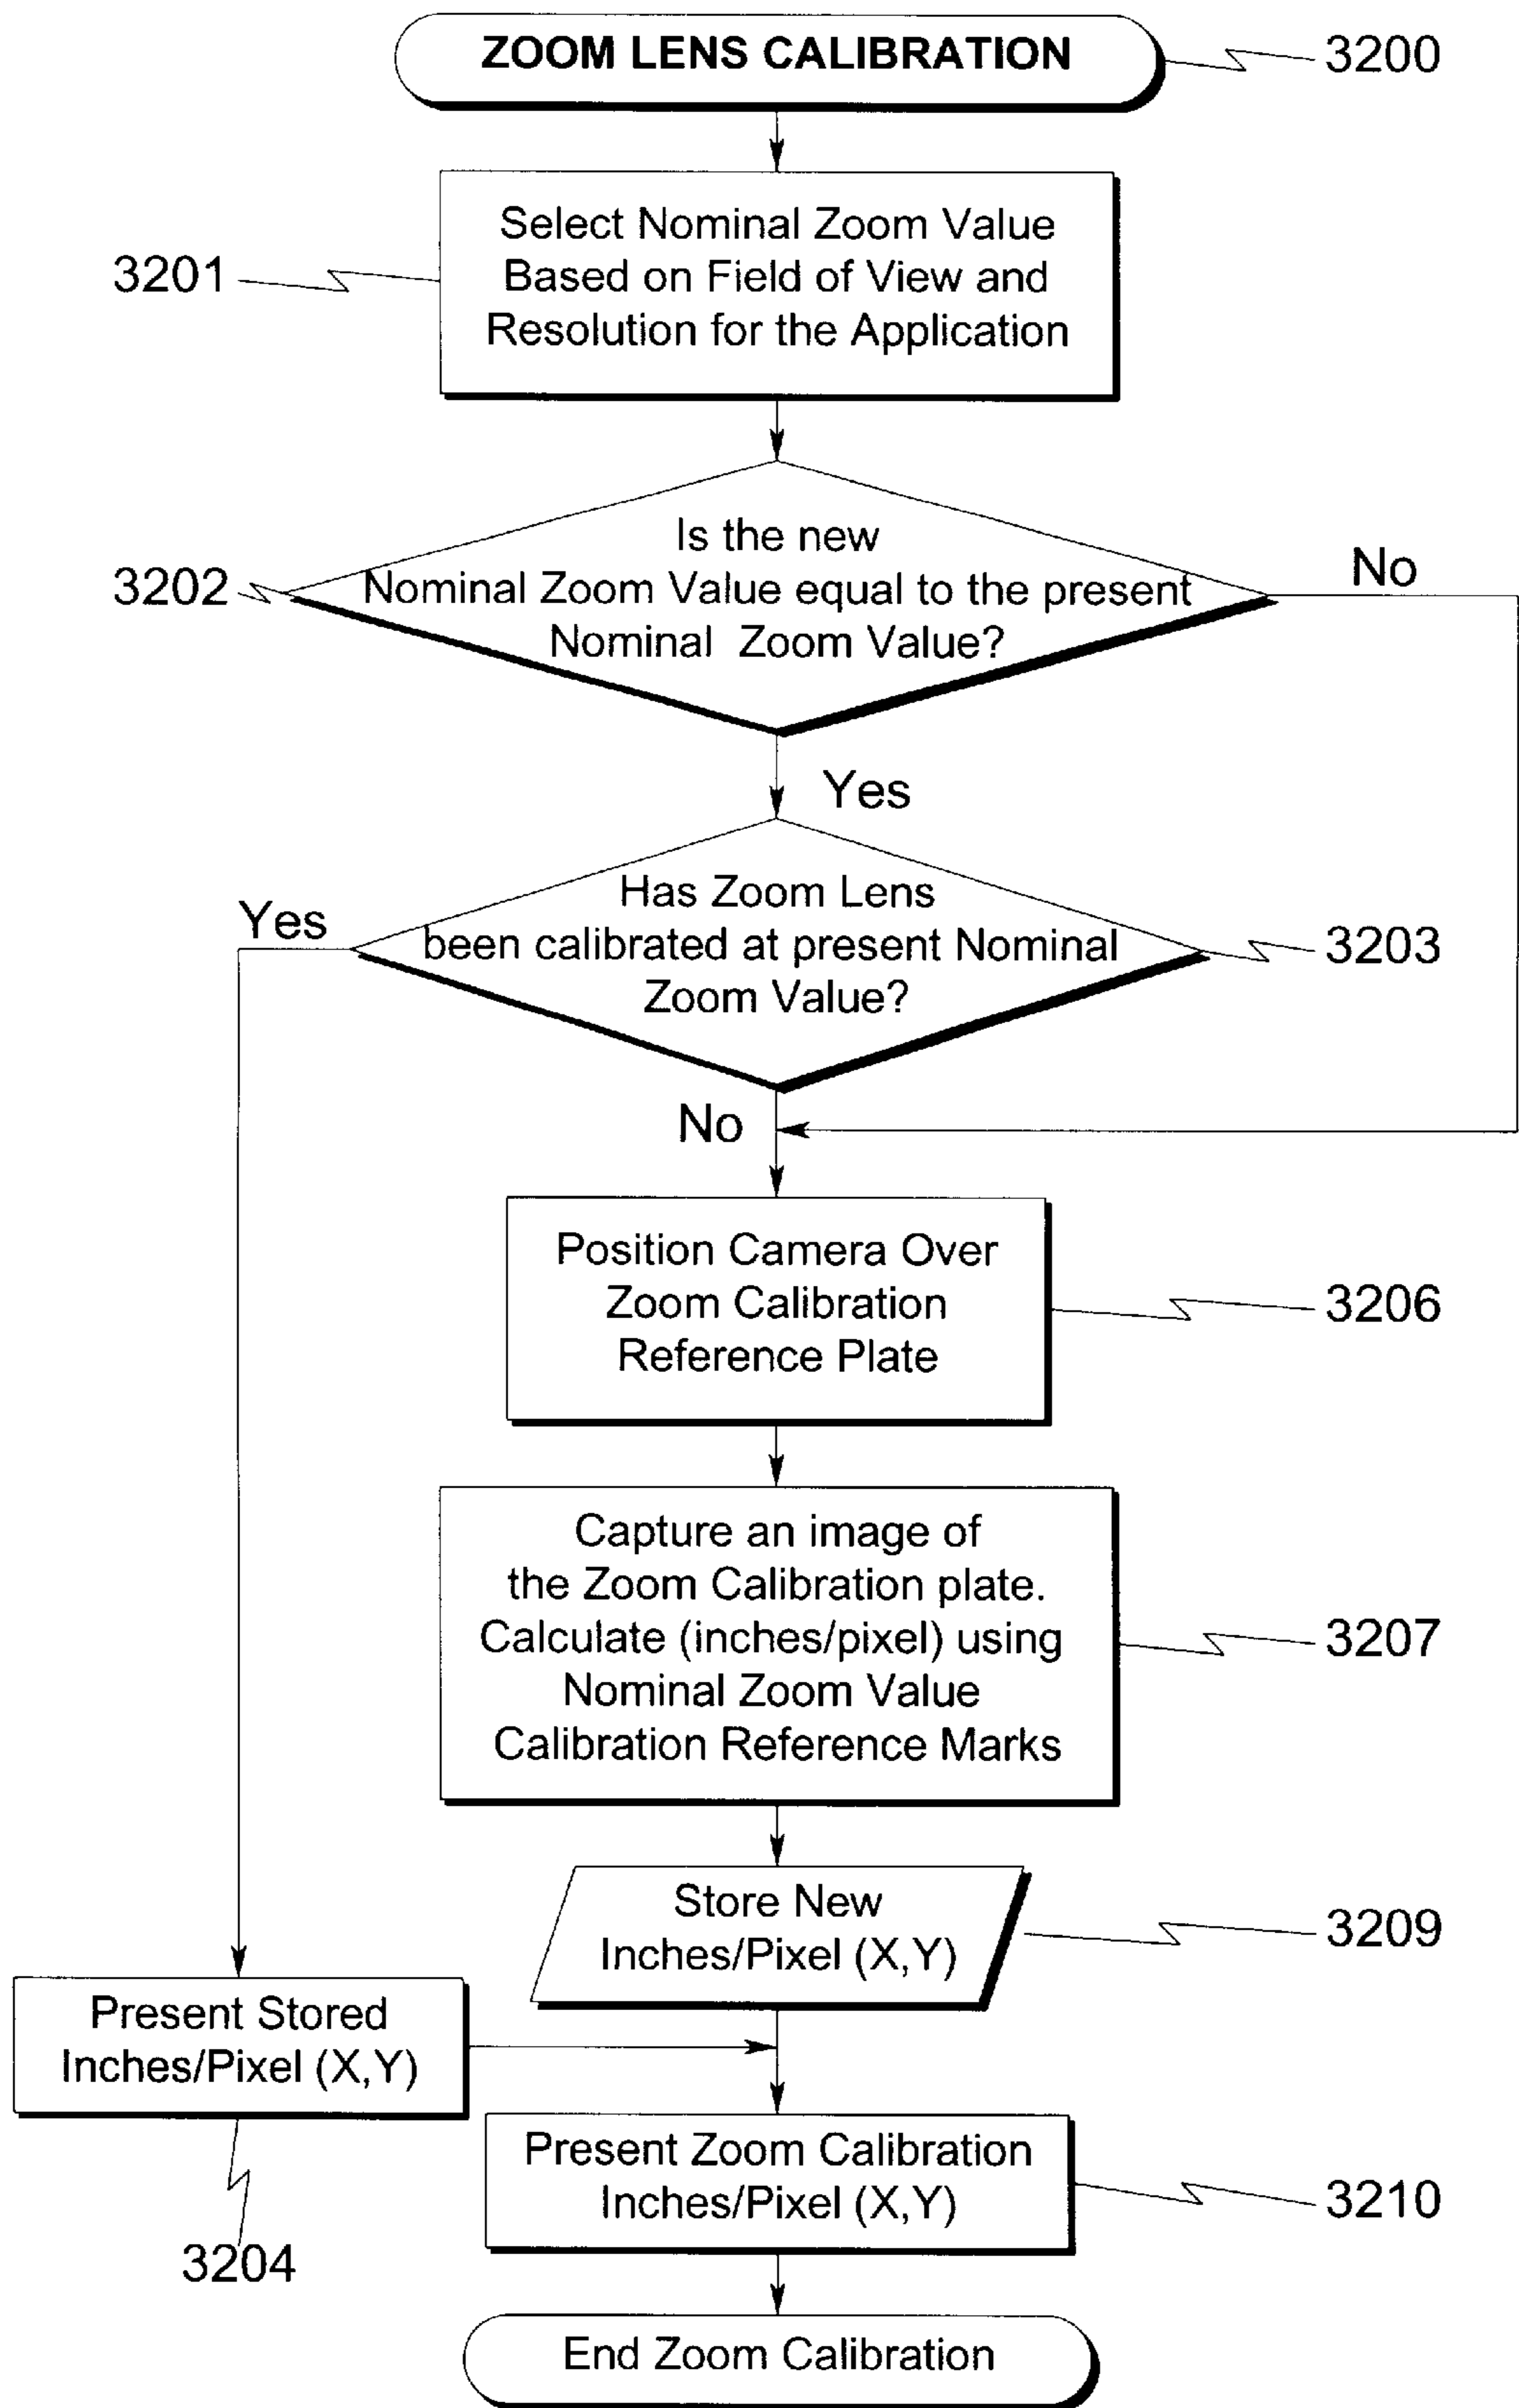 ZOOM LENS CALIBRATION
3200
Select Nominal Zoom Value
Based on Field of View and
Resolution for the Application
3201
Is the new
Nominal Zoom Value equal to the present
Nominal Zoom Value?
3202
No
Yes
Has Zoom Lens
been calibrated at present Nominal
Zoom Value?
Yes
3203
No
Position Camera Over
Zoom Calibration
Reference Plate
3206
Capture an image of
the Zoom Calibration plate.
Calculate (inches/pixel) using
Nominal Zoom Value
Calibration Reference Marks
3207
Store New
Inches/Pixel (X,Y)
3209
Present Stored
Inches/Pixel (X,Y)
3204
Present Zoom Calibration
Inches/Pixel (X,Y)
3210
End Zoom Calibration